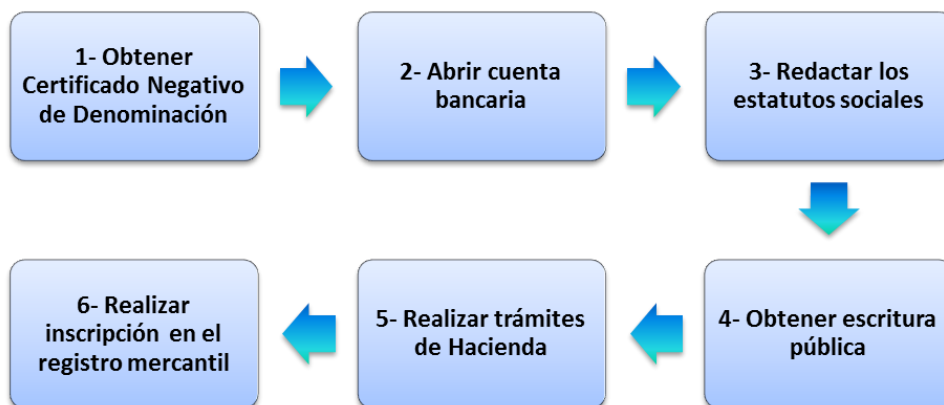 1- Obtener
Certificado Negativo
de Denominación
2- Abrir cuenta
bancaria
3- Redactar los
estatutos sociales
4- Obtener escritura
pública
5- Realizar trámites
de Hacienda
6- Realizar
inscripción en el
registro mercantil